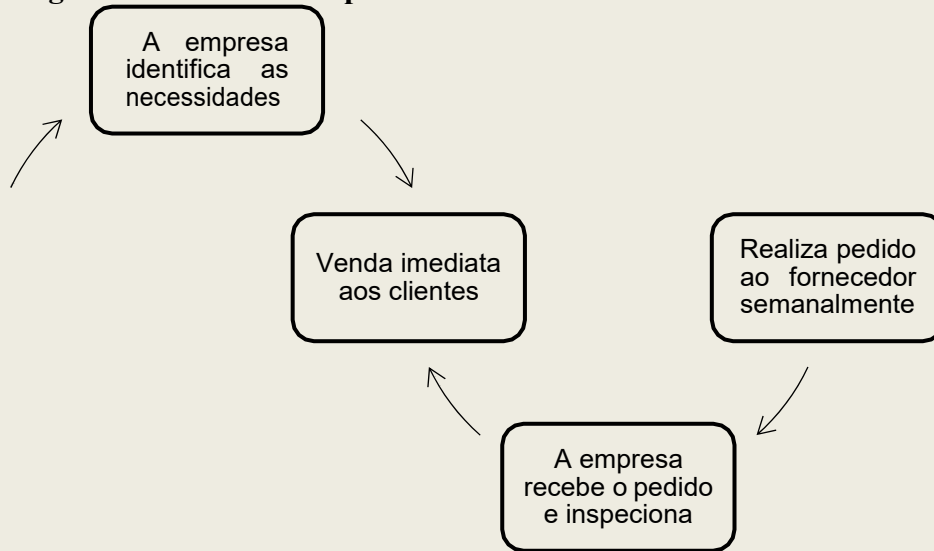 A empresa
identifica as
necessidades
Venda imediata
aos clientes
Realiza pedido
ao fornecedor
semanalmente
A empresa
recebe o pedido
e inspeciona